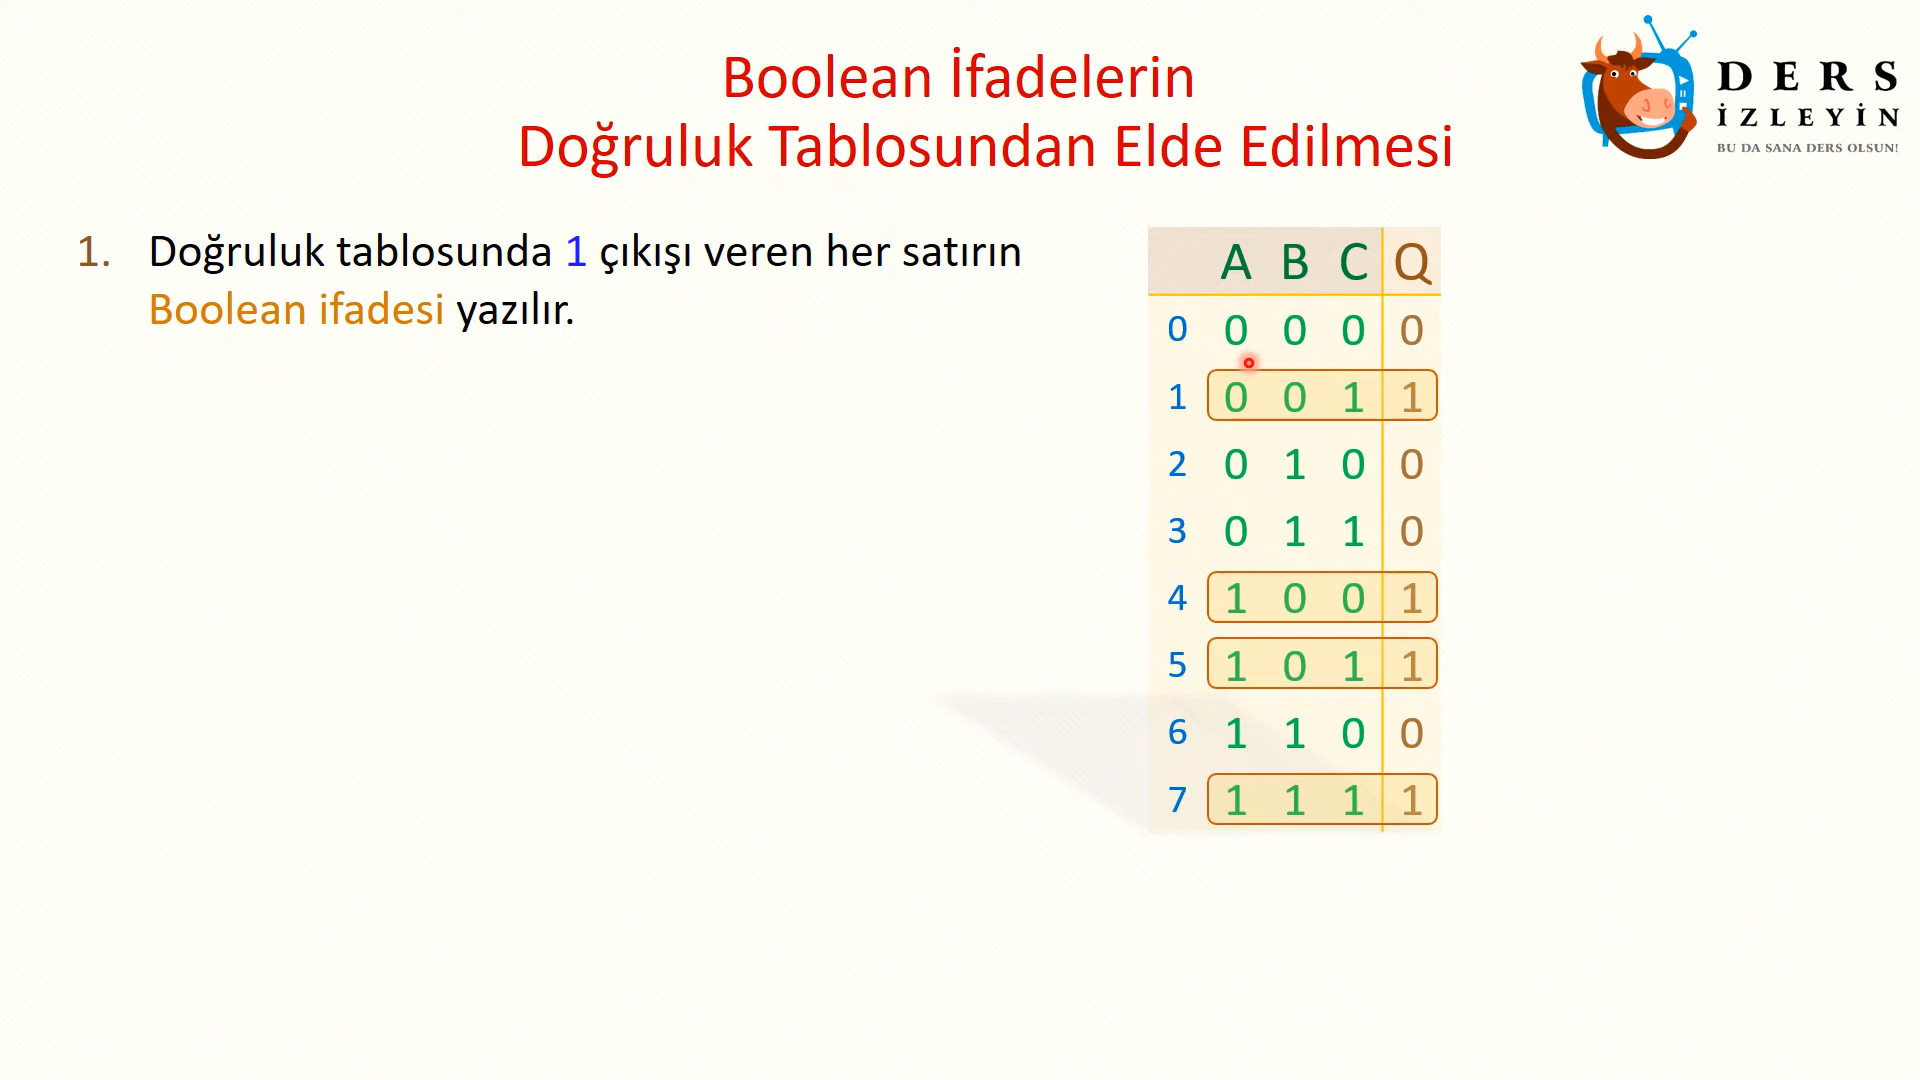 Boolean İfadelerin
Doğruluk Tablosundan Elde Edilmesi
DERS
İZLEYİN
BU DA SANA DERS OLSUN!
1. Doğruluk tablosunda 1 çıkışı veren her satırın
Boolean ifadesi yazılır.
A B C Q
0 0 0 0 0
1 0 0 1 1
2 0 1 0 0
3 0 1 1 0
4 1 0 0 1
5 1 0 1 1
6 1 1 0 0
7 1 1 1 1